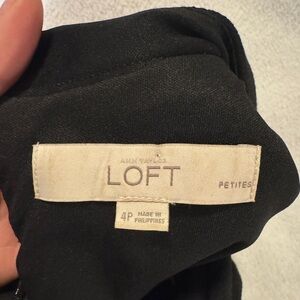 ANN TAYLOR
LOFT
PETITES
4P
MADE IN
PHILIPPINES